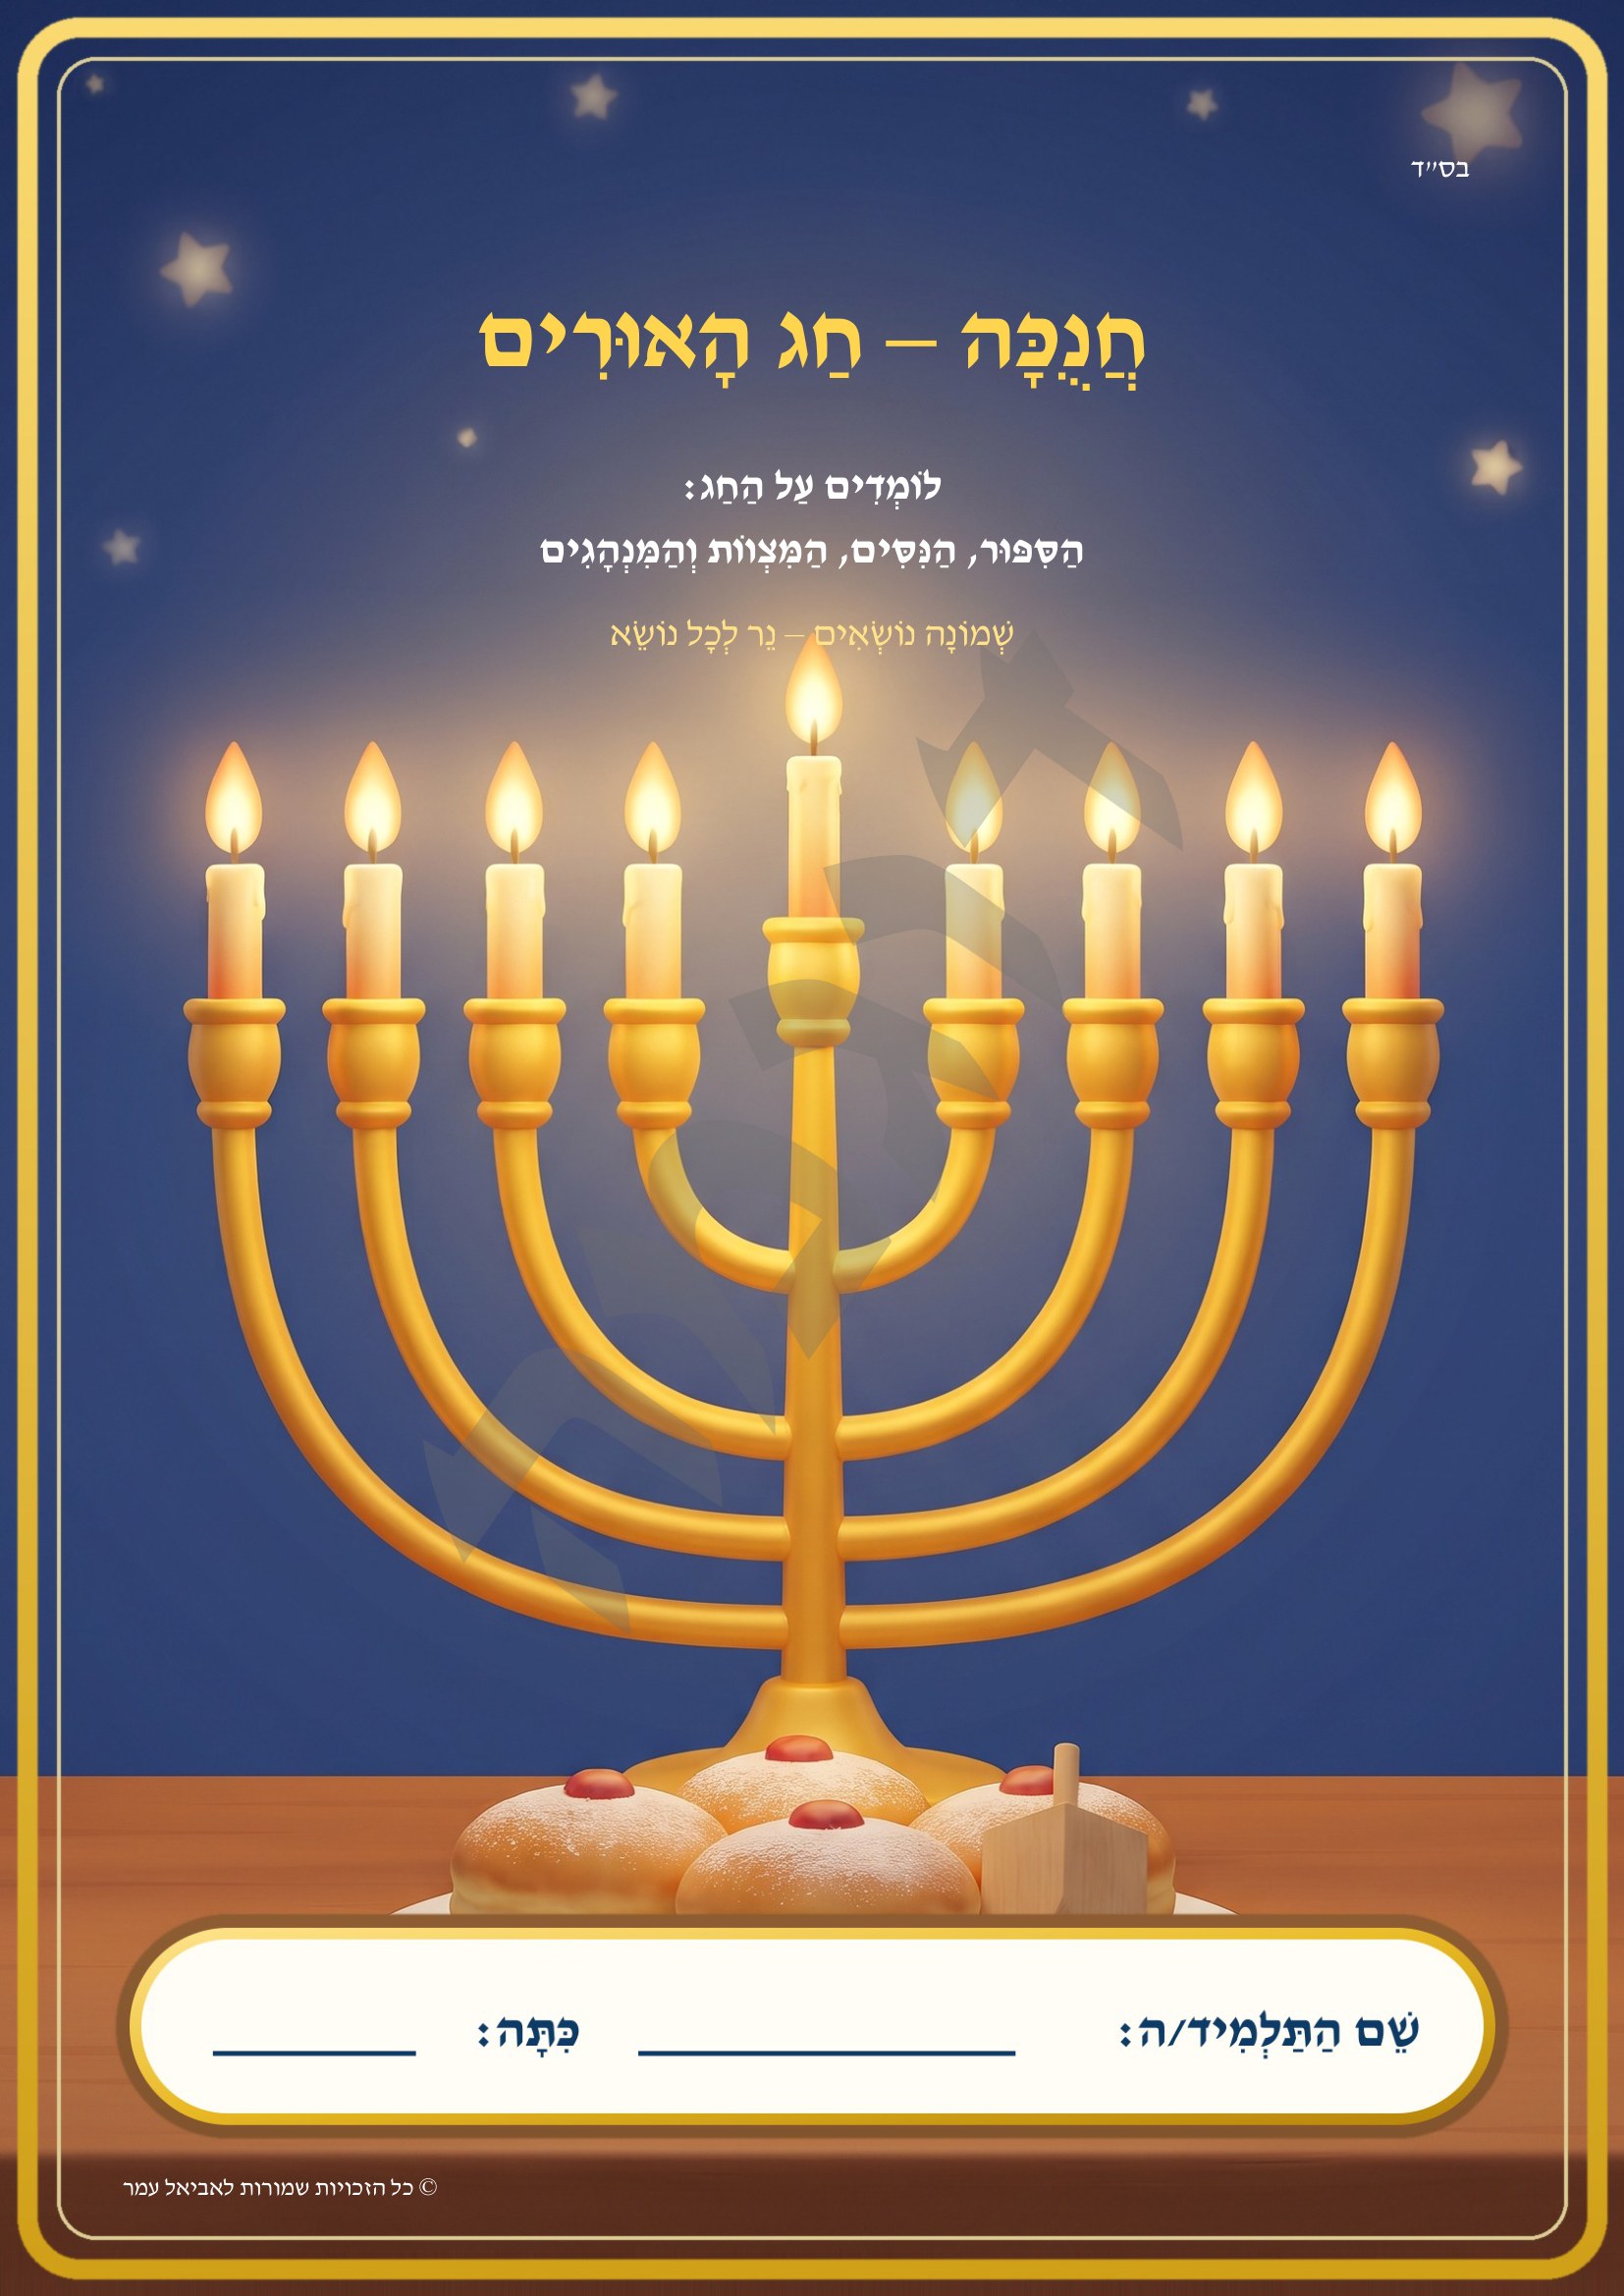 בס״ד
חֲנֻכָּה – חַג הָאוּרִים
לוֹמְדִים עַל הַחַג:
הַסִּפּוּר, הַנִּסִּים, הַמִּצְווֹת וְהַמִּנְהָגִים
שְׁמוֹנָה נוֹשְׂאִים – נֵר לְכָל נוֹשֵׂא
שֵׁם הַתַּלְמִיד/ה: כִּתָּה:
© כל הזכויות שמורות לאביאל עמר